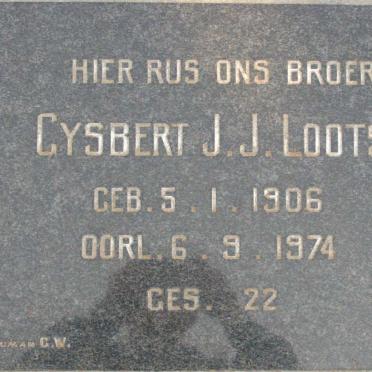 HIER RUS ONS BROER
GYSBERT J.J. LOOTS
GEB. 5 . 1 . 1906
OORL. 6 . 9 . 1974
GES. 22
G.W.